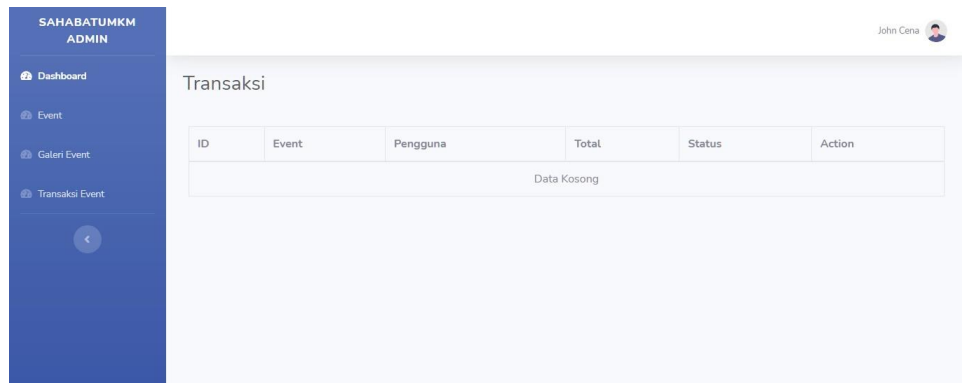 SAHABATUMKM
ADMIN
John Cena
Dashboard
Event
Galeri Event
Transaksi Event
Transaksi
ID Event Pengguna Total Status Action
Data Kosong